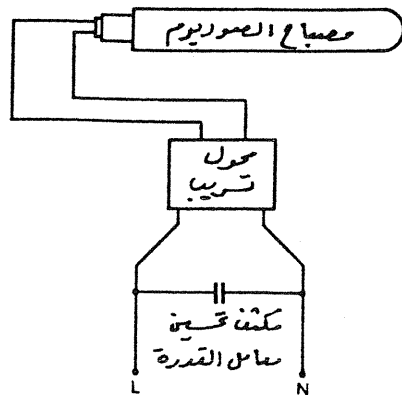 مصباح الصوديوم
محول
تسريب
مكثف تحسين
معامل القدرة
L N